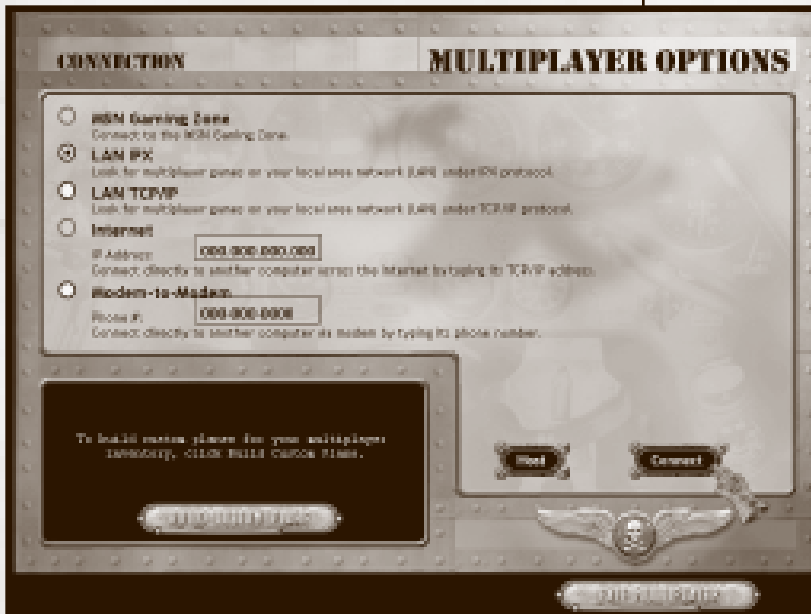 CONNECTION
MULTIPLAYER OPTIONS
MSN Gaming Zone
Connect to the MSN Gaming Zone.
LAN IPX
Look for multiplayer games on your local area network (LAN) under IPX protocol.
LAN TCP/IP
Look for multiplayer games on your local area network (LAN) under TCP/IP protocol.
Internet
IP Address: 000.000.000.000
Connect directly to another computer across the Internet by typing its TCP/IP address.
Modem-to-Modem
Phone #: 000-000-0000
Connect directly to another computer via modem by typing its phone number.
To build custom planes for your multiplayer
inventory, click Build Custom Plane.
Host
Connect